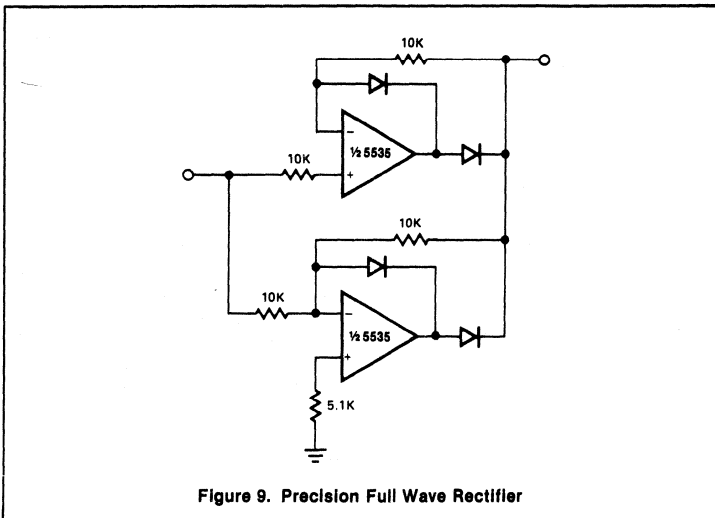 10K
10K
−
½ 5535
+
10K
10K
−
½ 5535
+
5.1K
Figure 9. Precision Full Wave Rectifier